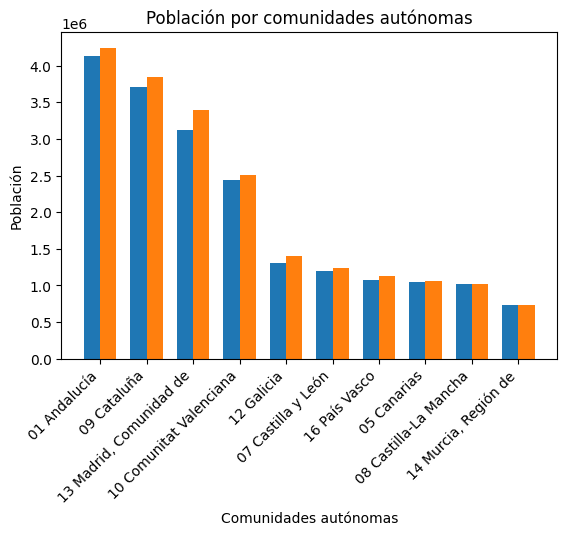 Población por comunidades autónomas
1e6
4.0
3.5
3.0
2.5
2.0
1.5
1.0
0.5
0.0
Población
01 Andalucía
09 Cataluña
13 Madrid, Comunidad de
10 Comunitat Valenciana
12 Galicia
07 Castilla y León
16 País Vasco
05 Canarias
08 Castilla-La Mancha
14 Murcia, Región de
Comunidades autónomas